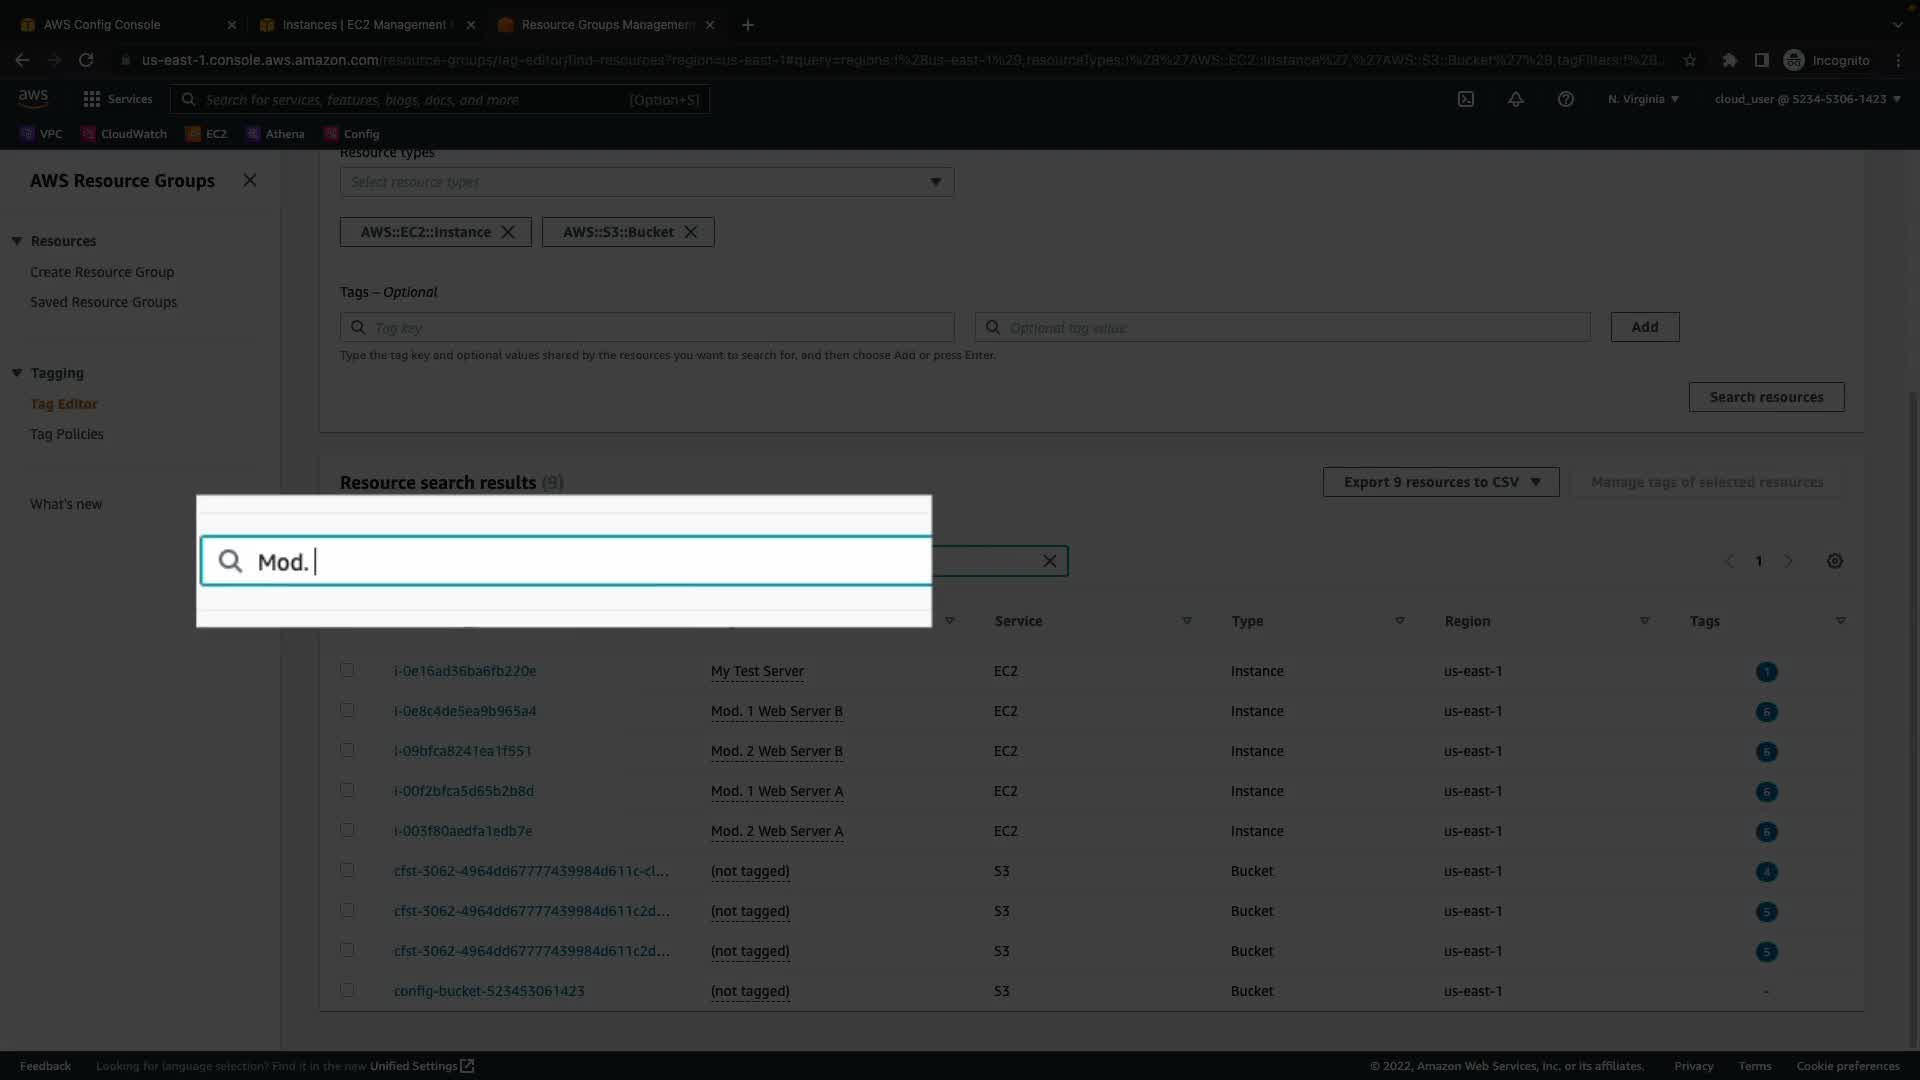 AWS Config Console
Instances | EC2 Management
Resource Groups Management
us-east-1.console.aws.amazon.com/resource-groups/tag-editor/find-resources?region=us-east-1#query=regions:!%28us-east-1%29,resourceTypes:!%28%27AWS::EC2::Instance%27,%27AWS::S3::Bucket%27%29,tagFilters:!%28...
Incognito
aws
Services
Search for services, features, blogs, docs, and more
[Option+S]
N. Virginia
cloud_user @ 5234-5306-1423
VPC
CloudWatch
EC2
Athena
Config
AWS Resource Groups
Resources
Create Resource Group
Saved Resource Groups
Tagging
Tag Editor
Tag Policies
What's new
Resource types
Select resource types
AWS::EC2::Instance
AWS::S3::Bucket
Tags – Optional
Tag key
Optional tag value
Add
Type the tag key and optional values shared by the resources you want to search for, and then choose Add or press Enter.
Search resources
Resource search results (9)
Export 9 resources to CSV
Manage tags of selected resources
Mod.
1
Service Type Region Tags
i-0e16ad36ba6fb220e My Test Server EC2 Instance us-east-1 1
i-0e8c4de5ea9b965a4 Mod. 1 Web Server B EC2 Instance us-east-1 6
i-09bfca8241ea1f551 Mod. 2 Web Server B EC2 Instance us-east-1 6
i-00f2bfca5d65b2b8d Mod. 1 Web Server A EC2 Instance us-east-1 6
i-003f80aedfa1edb7e Mod. 2 Web Server A EC2 Instance us-east-1 6
cfst-3062-4964dd67777439984d611c-cl... (not tagged) S3 Bucket us-east-1 4
cfst-3062-4964dd67777439984d611c2d... (not tagged) S3 Bucket us-east-1 5
cfst-3062-4964dd67777439984d611c2d... (not tagged) S3 Bucket us-east-1 5
config-bucket-523453061423 (not tagged) S3 Bucket us-east-1 -
Feedback
Looking for language selection? Find it in the new Unified Settings
© 2022, Amazon Web Services, Inc. or its affiliates.
Privacy
Terms
Cookie preferences